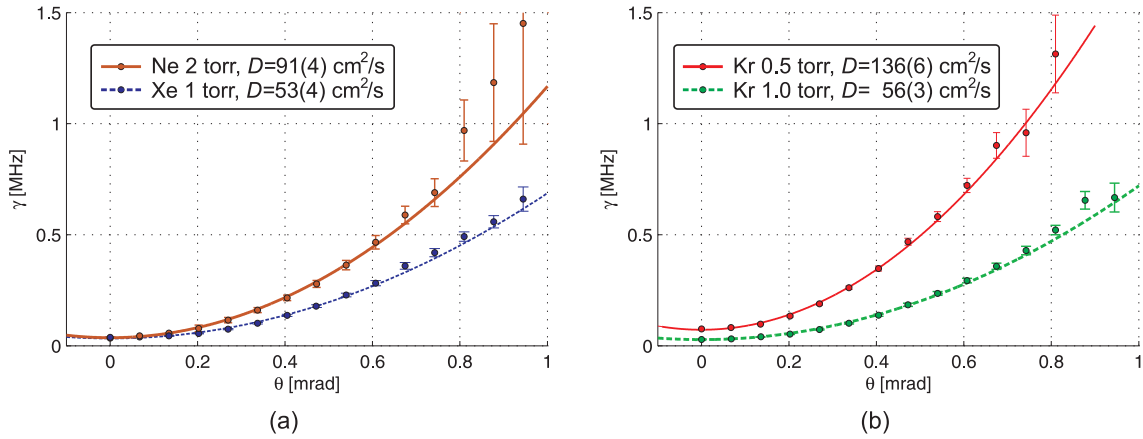 1.5
1
0.5
0
γ [MHz]
Ne 2 torr, D=91(4) cm²/s
Xe 1 torr, D=53(4) cm²/s
0 0.2 0.4 0.6 0.8 1
θ [mrad]
(a)
1.5
1
0.5
0
γ [MHz]
Kr 0.5 torr, D=136(6) cm²/s
Kr 1.0 torr, D= 56(3) cm²/s
0 0.2 0.4 0.6 0.8 1
θ [mrad]
(b)